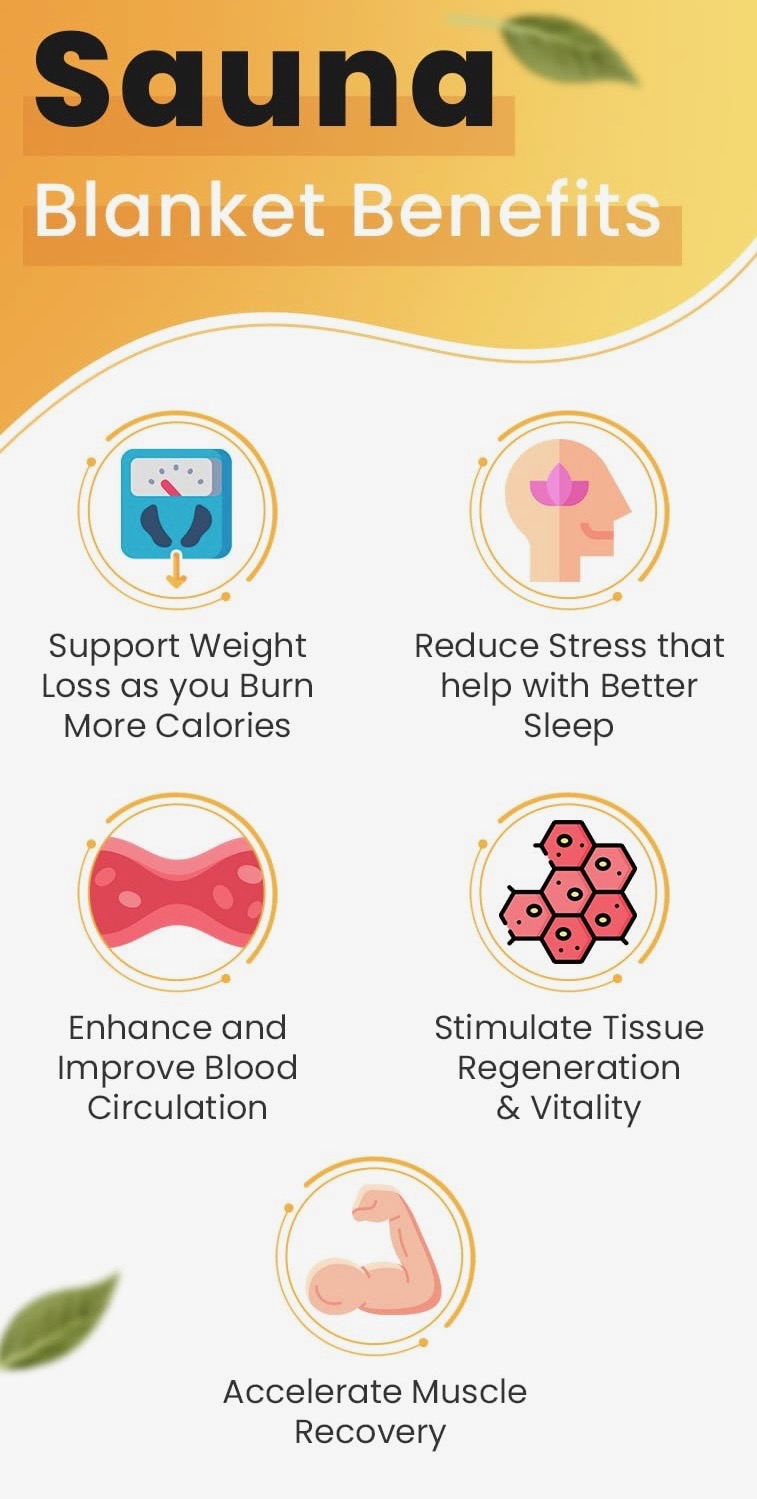 Sauna
Blanket Benefits
Support Weight
Loss as you Burn
More Calories
Reduce Stress that
help with Better
Sleep
Enhance and
Improve Blood
Circulation
Stimulate Tissue
Regeneration
& Vitality
Accelerate Muscle
Recovery